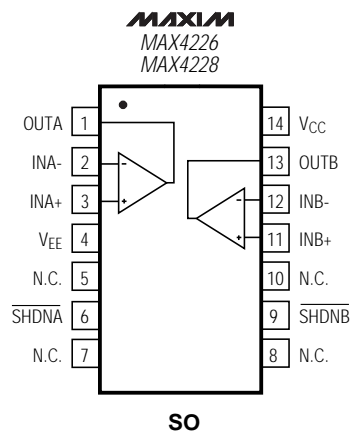 MAXIM
MAX4226
MAX4228
OUTA 1 14 VCC
INA- 2 - 13 OUTB
INA+ 3 + - 12 INB-
VEE 4 + 11 INB+
N.C. 5 10 N.C.
SHDNA 6 9 SHDNB
N.C. 7 8 N.C.
SO